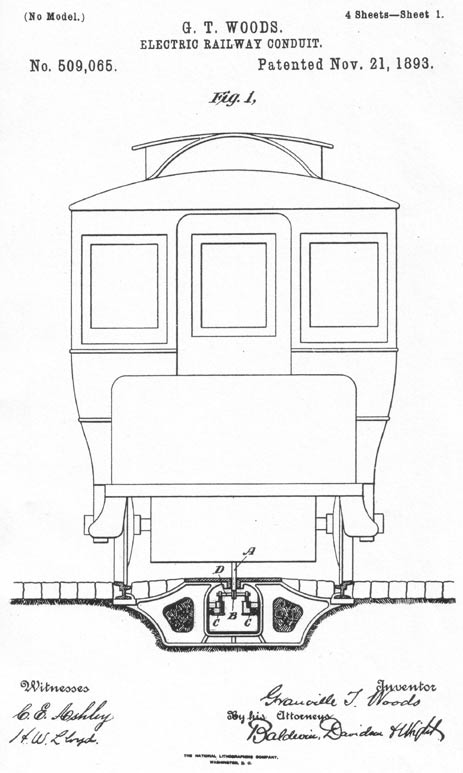 (No Model.)
4 Sheets—Sheet 1.
G. T. WOODS.
ELECTRIC RAILWAY CONDUIT.
No. 509,065.
Patented Nov. 21, 1893.
Fig. 1,
A
D
B
C
C
Witnesses
C. E. Ashley
H. W. Lloyd.
Inventor
Granville T. Woods
By his Attorneys
Baldwin, Davidson & Wight
THE NATIONAL LITHOGRAPHING COMPANY,
WASHINGTON, D. C.